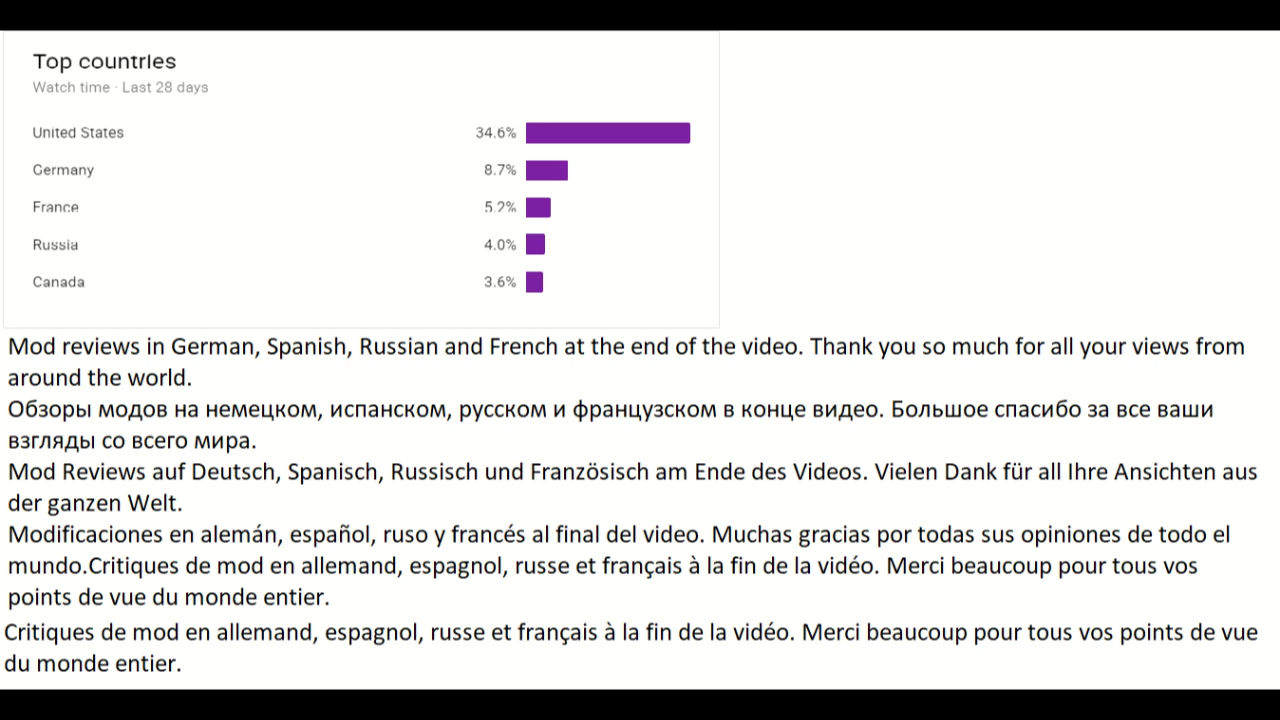 Top countries
Watch time · Last 28 days
United States 34.6%
Germany 8.7%
France 5.2%
Russia 4.0%
Canada 3.6%
Mod reviews in German, Spanish, Russian and French at the end of the video. Thank you so much for all your views from
around the world.
Обзоры модов на немецком, испанском, русском и французском в конце видео. Большое спасибо за все ваши
взгляды со всего мира.
Mod Reviews auf Deutsch, Spanisch, Russisch und Französisch am Ende des Videos. Vielen Dank für all Ihre Ansichten aus
der ganzen Welt.
Modificaciones en alemán, español, ruso y francés al final del video. Muchas gracias por todas sus opiniones de todo el
mundo.Critiques de mod en allemand, espagnol, russe et français à la fin de la vidéo. Merci beaucoup pour tous vos
points de vue du monde entier.
Critiques de mod en allemand, espagnol, russe et français à la fin de la vidéo. Merci beaucoup pour tous vos points de vue
du monde entier.